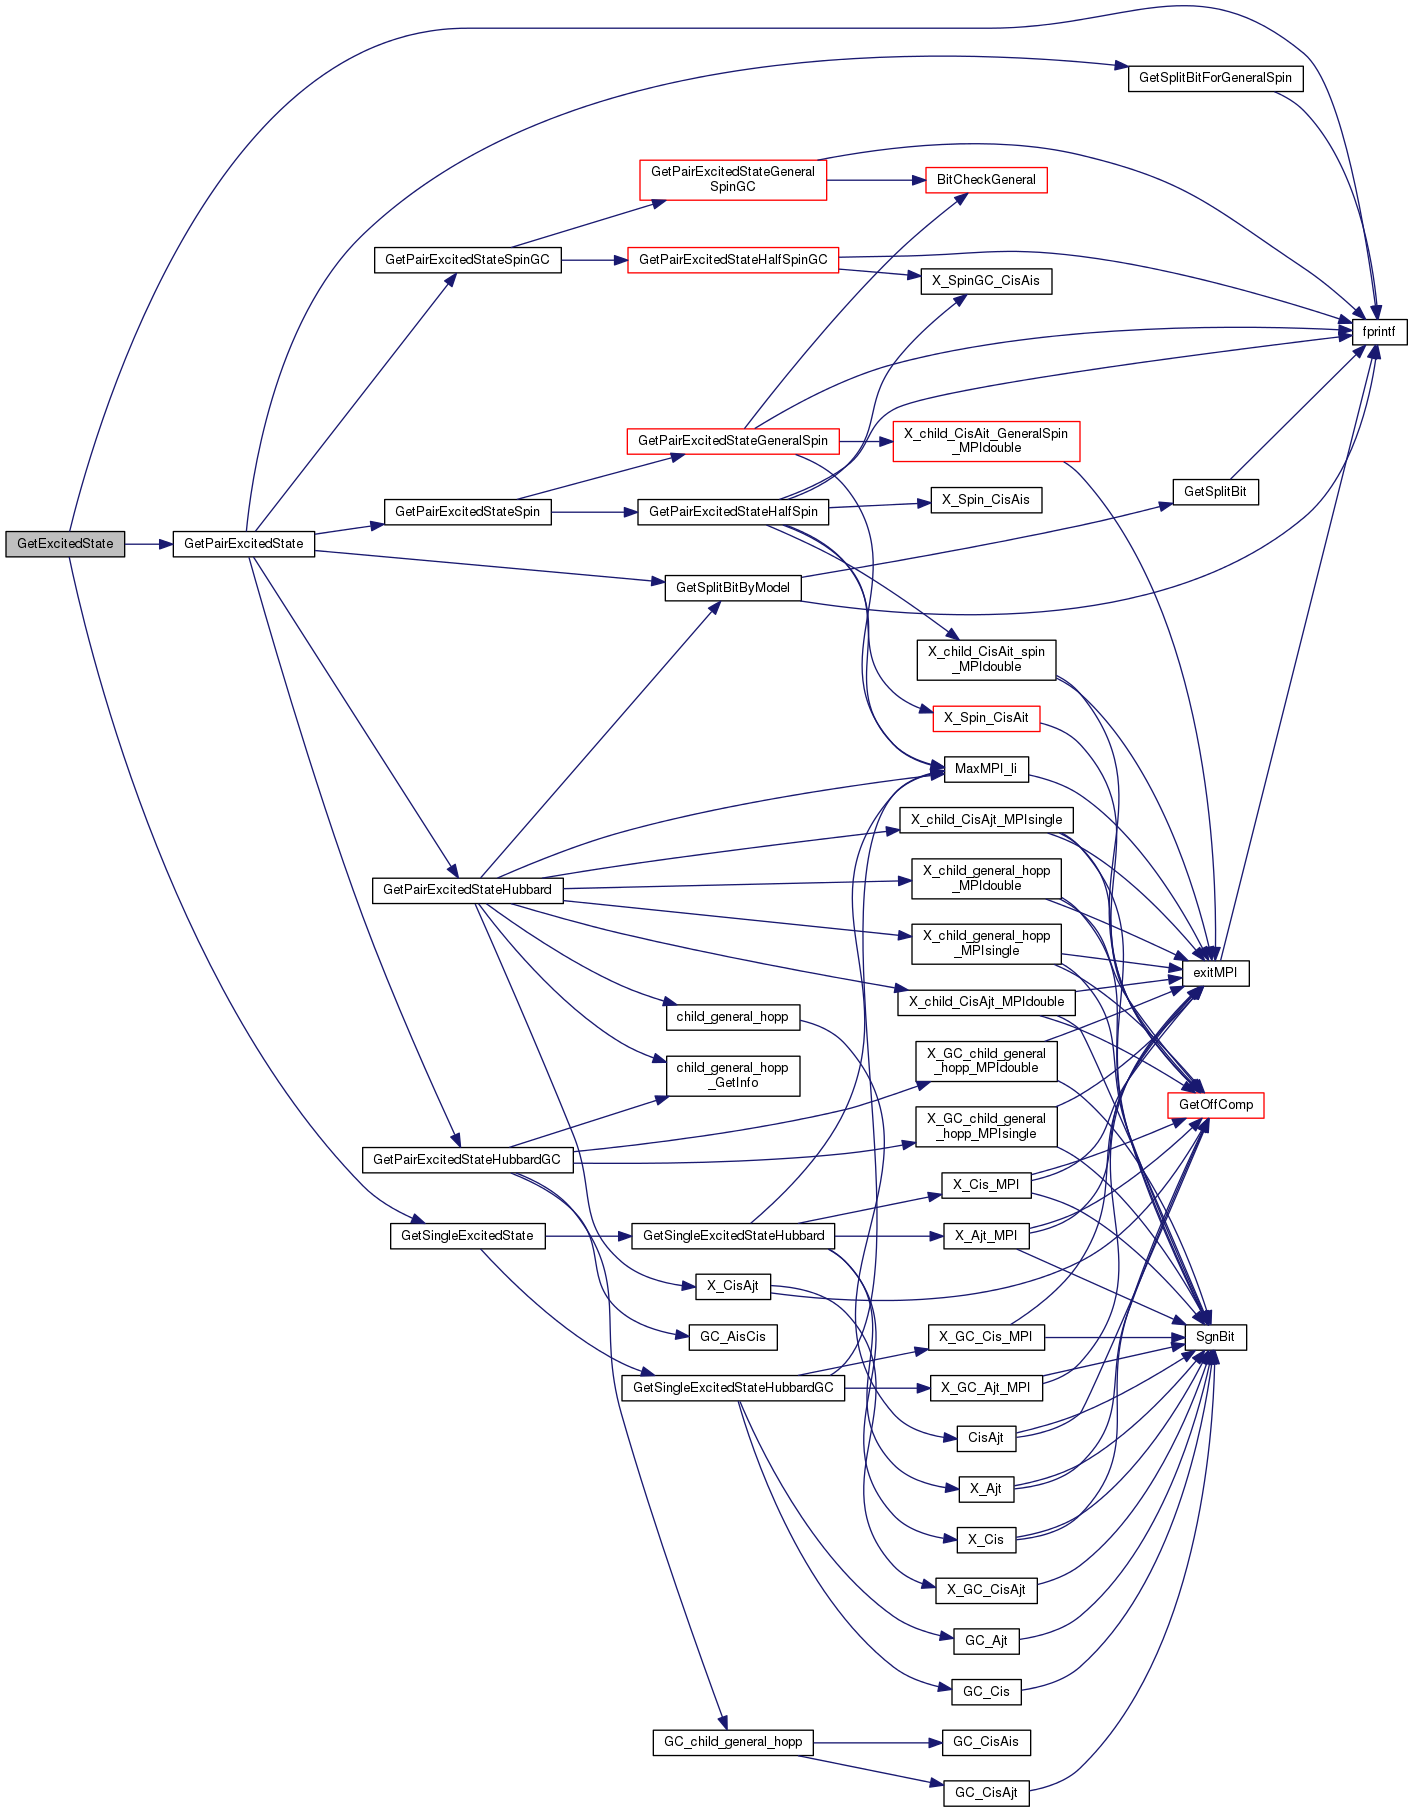 GetSplitBitForGeneralSpin
GetPairExcitedStateGeneral
SpinGC
BitCheckGeneral
GetPairExcitedStateSpinGC
GetPairExcitedStateHalfSpinGC
X_SpinGC_CisAis
fprintf
GetPairExcitedStateGeneralSpin
X_child_CisAit_GeneralSpin
_MPIdouble
GetSplitBit
X_Spin_CisAis
GetPairExcitedStateSpin
GetPairExcitedStateHalfSpin
GetExcitedState
GetPairExcitedState
GetSplitBitByModel
X_child_CisAit_spin
_MPIdouble
X_Spin_CisAit
MaxMPI_li
X_child_CisAjt_MPIsingle
X_child_general_hopp
_MPIdouble
GetPairExcitedStateHubbard
X_child_general_hopp
_MPIsingle
exitMPI
X_child_CisAjt_MPIdouble
child_general_hopp
X_GC_child_general
_hopp_MPIdouble
child_general_hopp
_GetInfo
GetOffComp
X_GC_child_general
_hopp_MPIsingle
GetPairExcitedStateHubbardGC
X_Cis_MPI
GetSingleExcitedState
GetSingleExcitedStateHubbard
X_Ajt_MPI
X_CisAjt
GC_AisCis
X_GC_Cis_MPI
SgnBit
GetSingleExcitedStateHubbardGC
X_GC_Ajt_MPI
CisAjt
X_Ajt
X_Cis
X_GC_CisAjt
GC_Ajt
GC_Cis
GC_child_general_hopp
GC_CisAis
GC_CisAjt